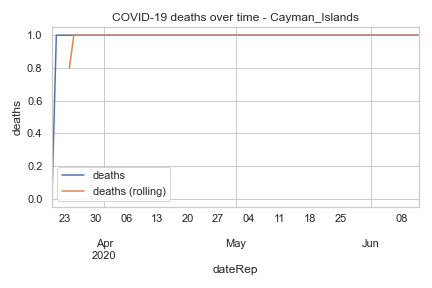 COVID-19 deaths over time - Cayman_Islands
1.0
0.8
0.6
0.4
0.2
0.0
deaths
deaths
deaths (rolling)
23 30 06 13 20 27 04 11 18 25 08
Apr May Jun
2020
dateRep